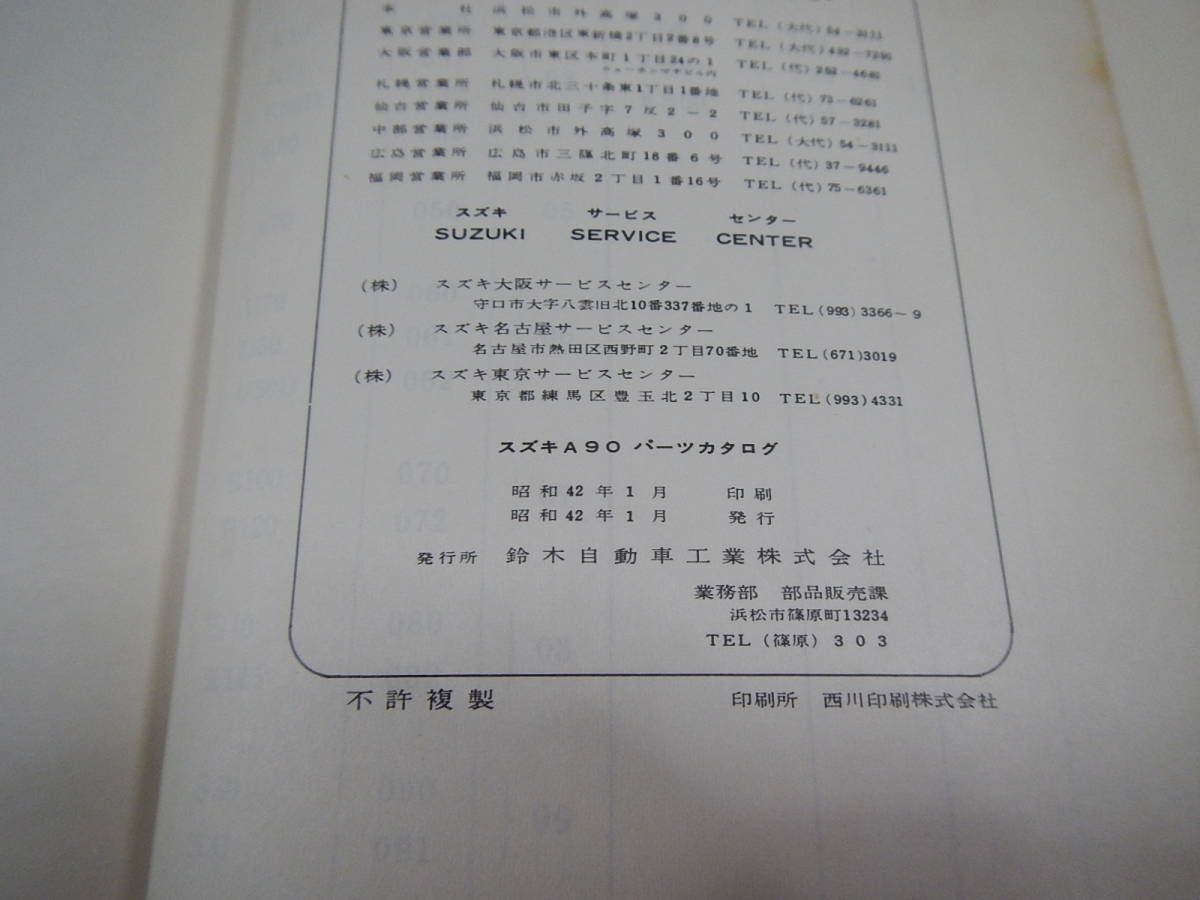 本社 浜松市外高塚300 TEL(大代)54-3111
東京営業所 東京都港区東新橋2丁目2番8号 TEL(大代)
大阪営業部 大阪市東区本町1丁目24の1 TEL(代)252-4646
札幌営業所 札幌市北三十条東1丁目1番地 TEL(代)73-6261
仙台営業所 仙台市田子字7反2-2 TEL(代)57-3281
中部営業所 浜松市外高塚300 TEL(大代)54-3111
広島営業所 広島市三篠北町18番6号 TEL(代)37-9446
福岡営業所 福岡市赤坂2丁目1番16号 TEL(代)75-6361
スズキ サービス センター
SUZUKI SERVICE CENTER
(株) スズキ大阪サービスセンター
守口市大字八雲旧北10番337番地の1 TEL(993)3366~9
(株) スズキ名古屋サービスセンター
名古屋市熱田区西野町2丁目70番地 TEL(671)3019
(株) スズキ東京サービスセンター
東京都練馬区豊玉北2丁目10 TEL(993)4331
スズキA90 パーツカタログ
昭和42年1月 印刷
昭和42年1月 発行
発行所 鈴木自動車工業株式会社
業務部 部品販売課
浜松市篠原町13234
TEL(篠原)303
不許複製 印刷所 西川印刷株式会社